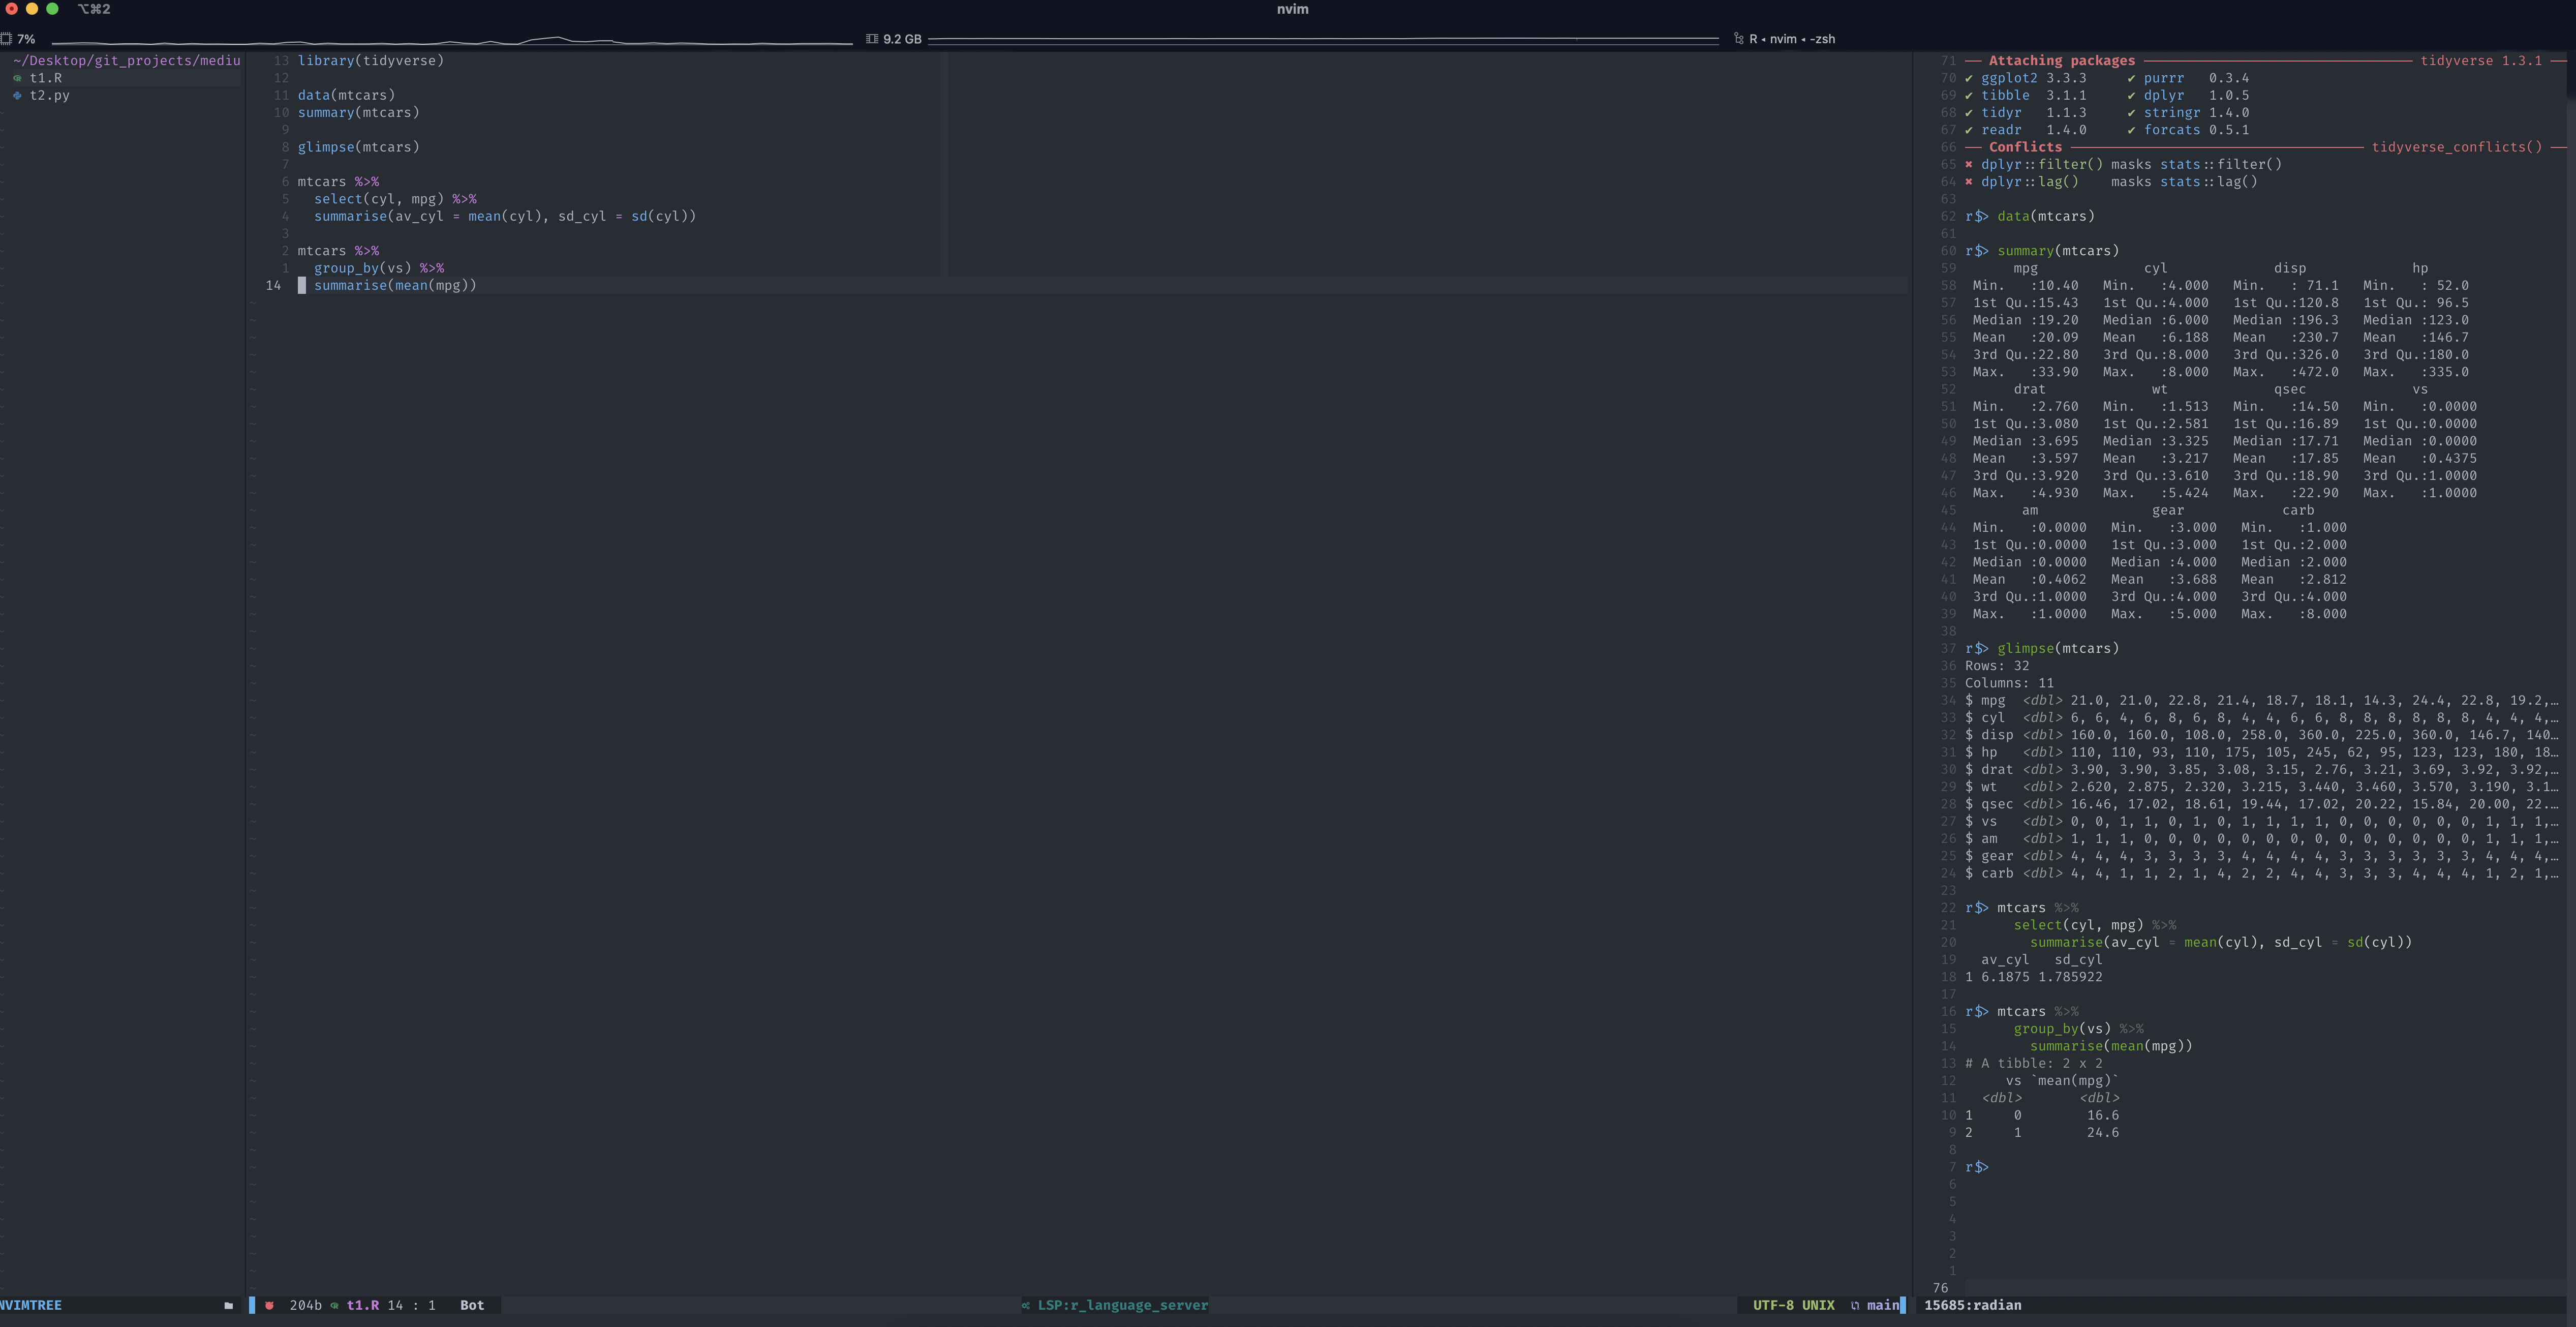 ⌥⌘2
nvim
7%
9.2 GB
R ◂ nvim ◂ -zsh
~/Desktop/git_projects/mediu
t1.R
t2.py
13 library(tidyverse)
12
11 data(mtcars)
10 summary(mtcars)
9
8 glimpse(mtcars)
7
6 mtcars %>%
5   select(cyl, mpg) %>%
4   summarise(av_cyl = mean(cyl), sd_cyl = sd(cyl))
3
2 mtcars %>%
1   group_by(vs) %>%
14   summarise(mean(mpg))
71 ── Attaching packages ── tidyverse 1.3.1 ──
70 ✔ ggplot2 3.3.3     ✔ purrr   0.3.4
69 ✔ tibble  3.1.1     ✔ dplyr   1.0.5
68 ✔ tidyr   1.1.3     ✔ stringr 1.4.0
67 ✔ readr   1.4.0     ✔ forcats 0.5.1
66 ── Conflicts ── tidyverse_conflicts() ──
65 ✖ dplyr::filter() masks stats::filter()
64 ✖ dplyr::lag()    masks stats::lag()
63
62 r$> data(mtcars)
61
60 r$> summary(mtcars)
59       mpg             cyl             disp             hp
58  Min.   :10.40   Min.   :4.000   Min.   : 71.1   Min.   : 52.0
57  1st Qu.:15.43   1st Qu.:4.000   1st Qu.:120.8   1st Qu.: 96.5
56  Median :19.20   Median :6.000   Median :196.3   Median :123.0
55  Mean   :20.09   Mean   :6.188   Mean   :230.7   Mean   :146.7
54  3rd Qu.:22.80   3rd Qu.:8.000   3rd Qu.:326.0   3rd Qu.:180.0
53  Max.   :33.90   Max.   :8.000   Max.   :472.0   Max.   :335.0
52       drat             wt             qsec             vs
51  Min.   :2.760   Min.   :1.513   Min.   :14.50   Min.   :0.0000
50  1st Qu.:3.080   1st Qu.:2.581   1st Qu.:16.89   1st Qu.:0.0000
49  Median :3.695   Median :3.325   Median :17.71   Median :0.0000
48  Mean   :3.597   Mean   :3.217   Mean   :17.85   Mean   :0.4375
47  3rd Qu.:3.920   3rd Qu.:3.610   3rd Qu.:18.90   3rd Qu.:1.0000
46  Max.   :4.930   Max.   :5.424   Max.   :22.90   Max.   :1.0000
45        am              gear            carb
44  Min.   :0.0000   Min.   :3.000   Min.   :1.000
43  1st Qu.:0.0000   1st Qu.:3.000   1st Qu.:2.000
42  Median :0.0000   Median :4.000   Median :2.000
41  Mean   :0.4062   Mean   :3.688   Mean   :2.812
40  3rd Qu.:1.0000   3rd Qu.:4.000   3rd Qu.:4.000
39  Max.   :1.0000   Max.   :5.000   Max.   :8.000
38
37 r$> glimpse(mtcars)
36 Rows: 32
35 Columns: 11
34 $ mpg  <dbl> 21.0, 21.0, 22.8, 21.4, 18.7, 18.1, 14.3, 24.4, 22.8, 19.2,…
33 $ cyl  <dbl> 6, 6, 4, 6, 8, 6, 8, 4, 4, 6, 6, 8, 8, 8, 8, 8, 8, 4, 4, 4,…
32 $ disp <dbl> 160.0, 160.0, 108.0, 258.0, 360.0, 225.0, 360.0, 146.7, 140…
31 $ hp   <dbl> 110, 110, 93, 110, 175, 105, 245, 62, 95, 123, 123, 180, 18…
30 $ drat <dbl> 3.90, 3.90, 3.85, 3.08, 3.15, 2.76, 3.21, 3.69, 3.92, 3.92,…
29 $ wt   <dbl> 2.620, 2.875, 2.320, 3.215, 3.440, 3.460, 3.570, 3.190, 3.1…
28 $ qsec <dbl> 16.46, 17.02, 18.61, 19.44, 17.02, 20.22, 15.84, 20.00, 22.…
27 $ vs   <dbl> 0, 0, 1, 1, 0, 1, 0, 1, 1, 1, 1, 0, 0, 0, 0, 0, 0, 1, 1, 1,…
26 $ am   <dbl> 1, 1, 1, 0, 0, 0, 0, 0, 0, 0, 0, 0, 0, 0, 0, 0, 0, 1, 1, 1,…
25 $ gear <dbl> 4, 4, 4, 3, 3, 3, 3, 4, 4, 4, 4, 3, 3, 3, 3, 3, 3, 4, 4, 4,…
24 $ carb <dbl> 4, 4, 1, 1, 2, 1, 4, 2, 2, 4, 4, 3, 3, 3, 4, 4, 4, 1, 2, 1,…
23
22 r$> mtcars %>%
21       select(cyl, mpg) %>%
20         summarise(av_cyl = mean(cyl), sd_cyl = sd(cyl))
19   av_cyl   sd_cyl
18 1 6.1875 1.785922
17
16 r$> mtcars %>%
15       group_by(vs) %>%
14         summarise(mean(mpg))
13 # A tibble: 2 x 2
12      vs `mean(mpg)`
11   <dbl>       <dbl>
10 1     0        16.6
9 2     1        24.6
8
7 r$>
6
5
4
3
2
1
76
NVIMTREE
204b t1.R 14 : 1 Bot
LSP:r_language_server
UTF-8 UNIX main
15685:radian